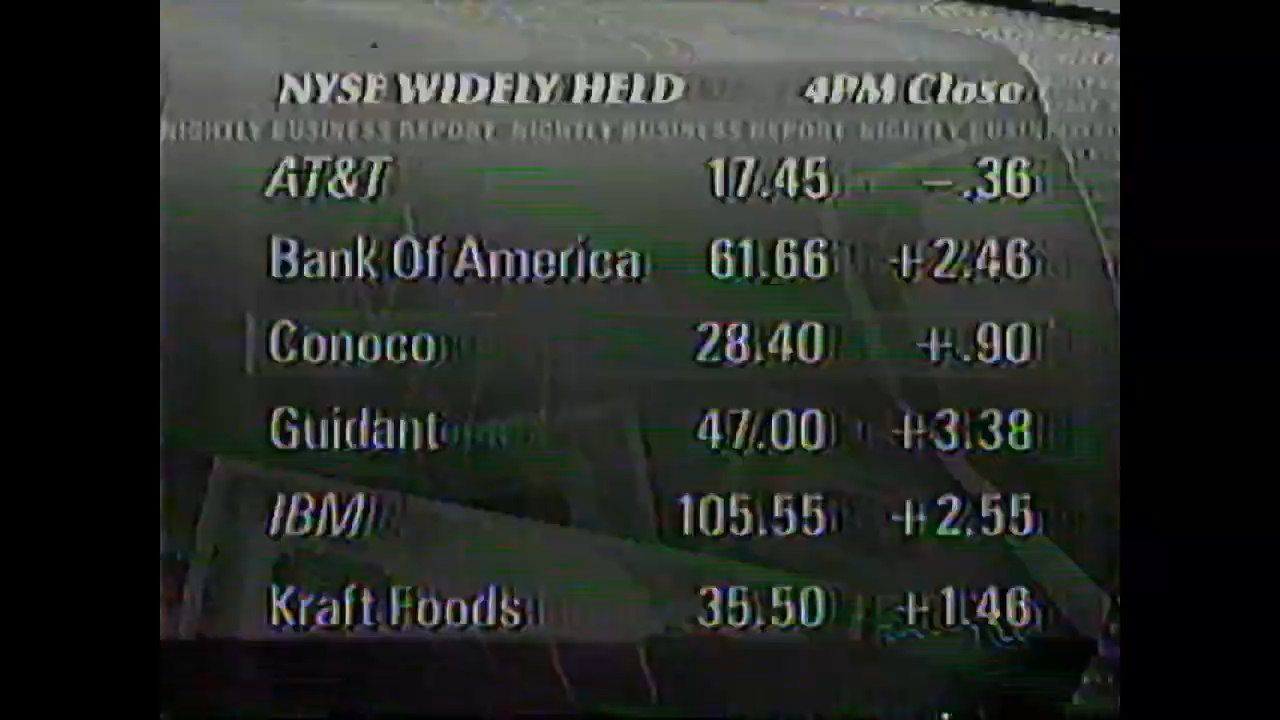 NYSE WIDELY HELD 4PM Close
NIGHTLY BUSINESS REPORT NIGHTLY BUSINESS REPORT NIGHTLY BUSINESS
AT&T 17.45 –.36
Bank Of America 61.66 +2.46
Conoco 28.40 +.90
Guidant 47.00 +3.38
IBM 105.55 +2.55
Kraft Foods 35.50 +1.46